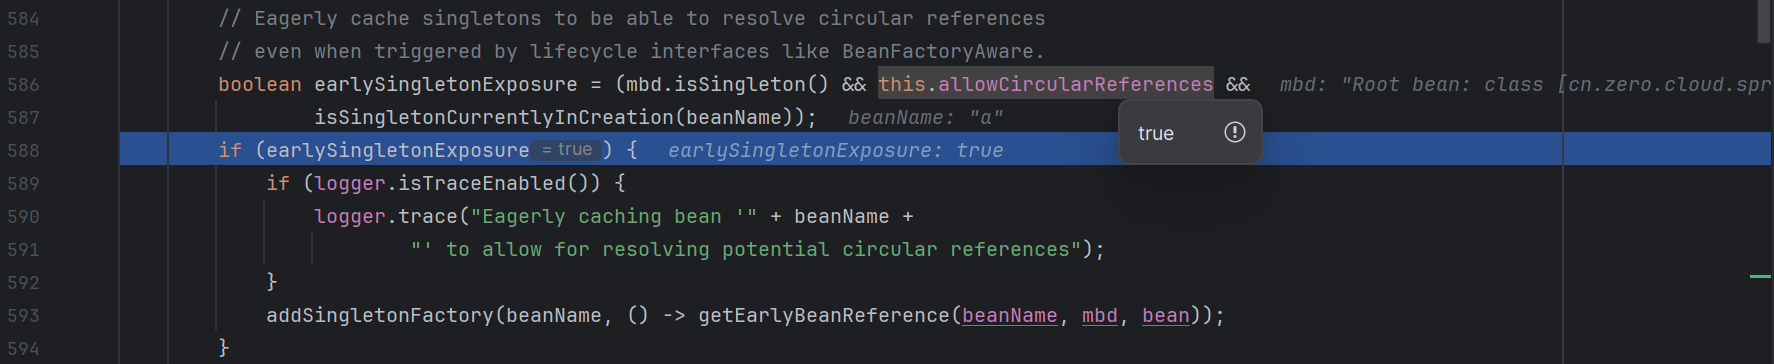 584 // Eagerly cache singletons to be able to resolve circular references
585 // even when triggered by lifecycle interfaces like BeanFactoryAware.
586 boolean earlySingletonExposure = (mbd.isSingleton() && this.allowCircularReferences && mbd: "Root bean: class [cn.zero.cloud.spr
587 isSingletonCurrentlyInCreation(beanName)); beanName: "a"
true
588 if (earlySingletonExposure = true ) { earlySingletonExposure: true
589 if (logger.isTraceEnabled()) {
590 logger.trace("Eagerly caching bean '" + beanName +
591 "' to allow for resolving potential circular references");
592 }
593 addSingletonFactory(beanName, () -> getEarlyBeanReference(beanName, mbd, bean));
594 }